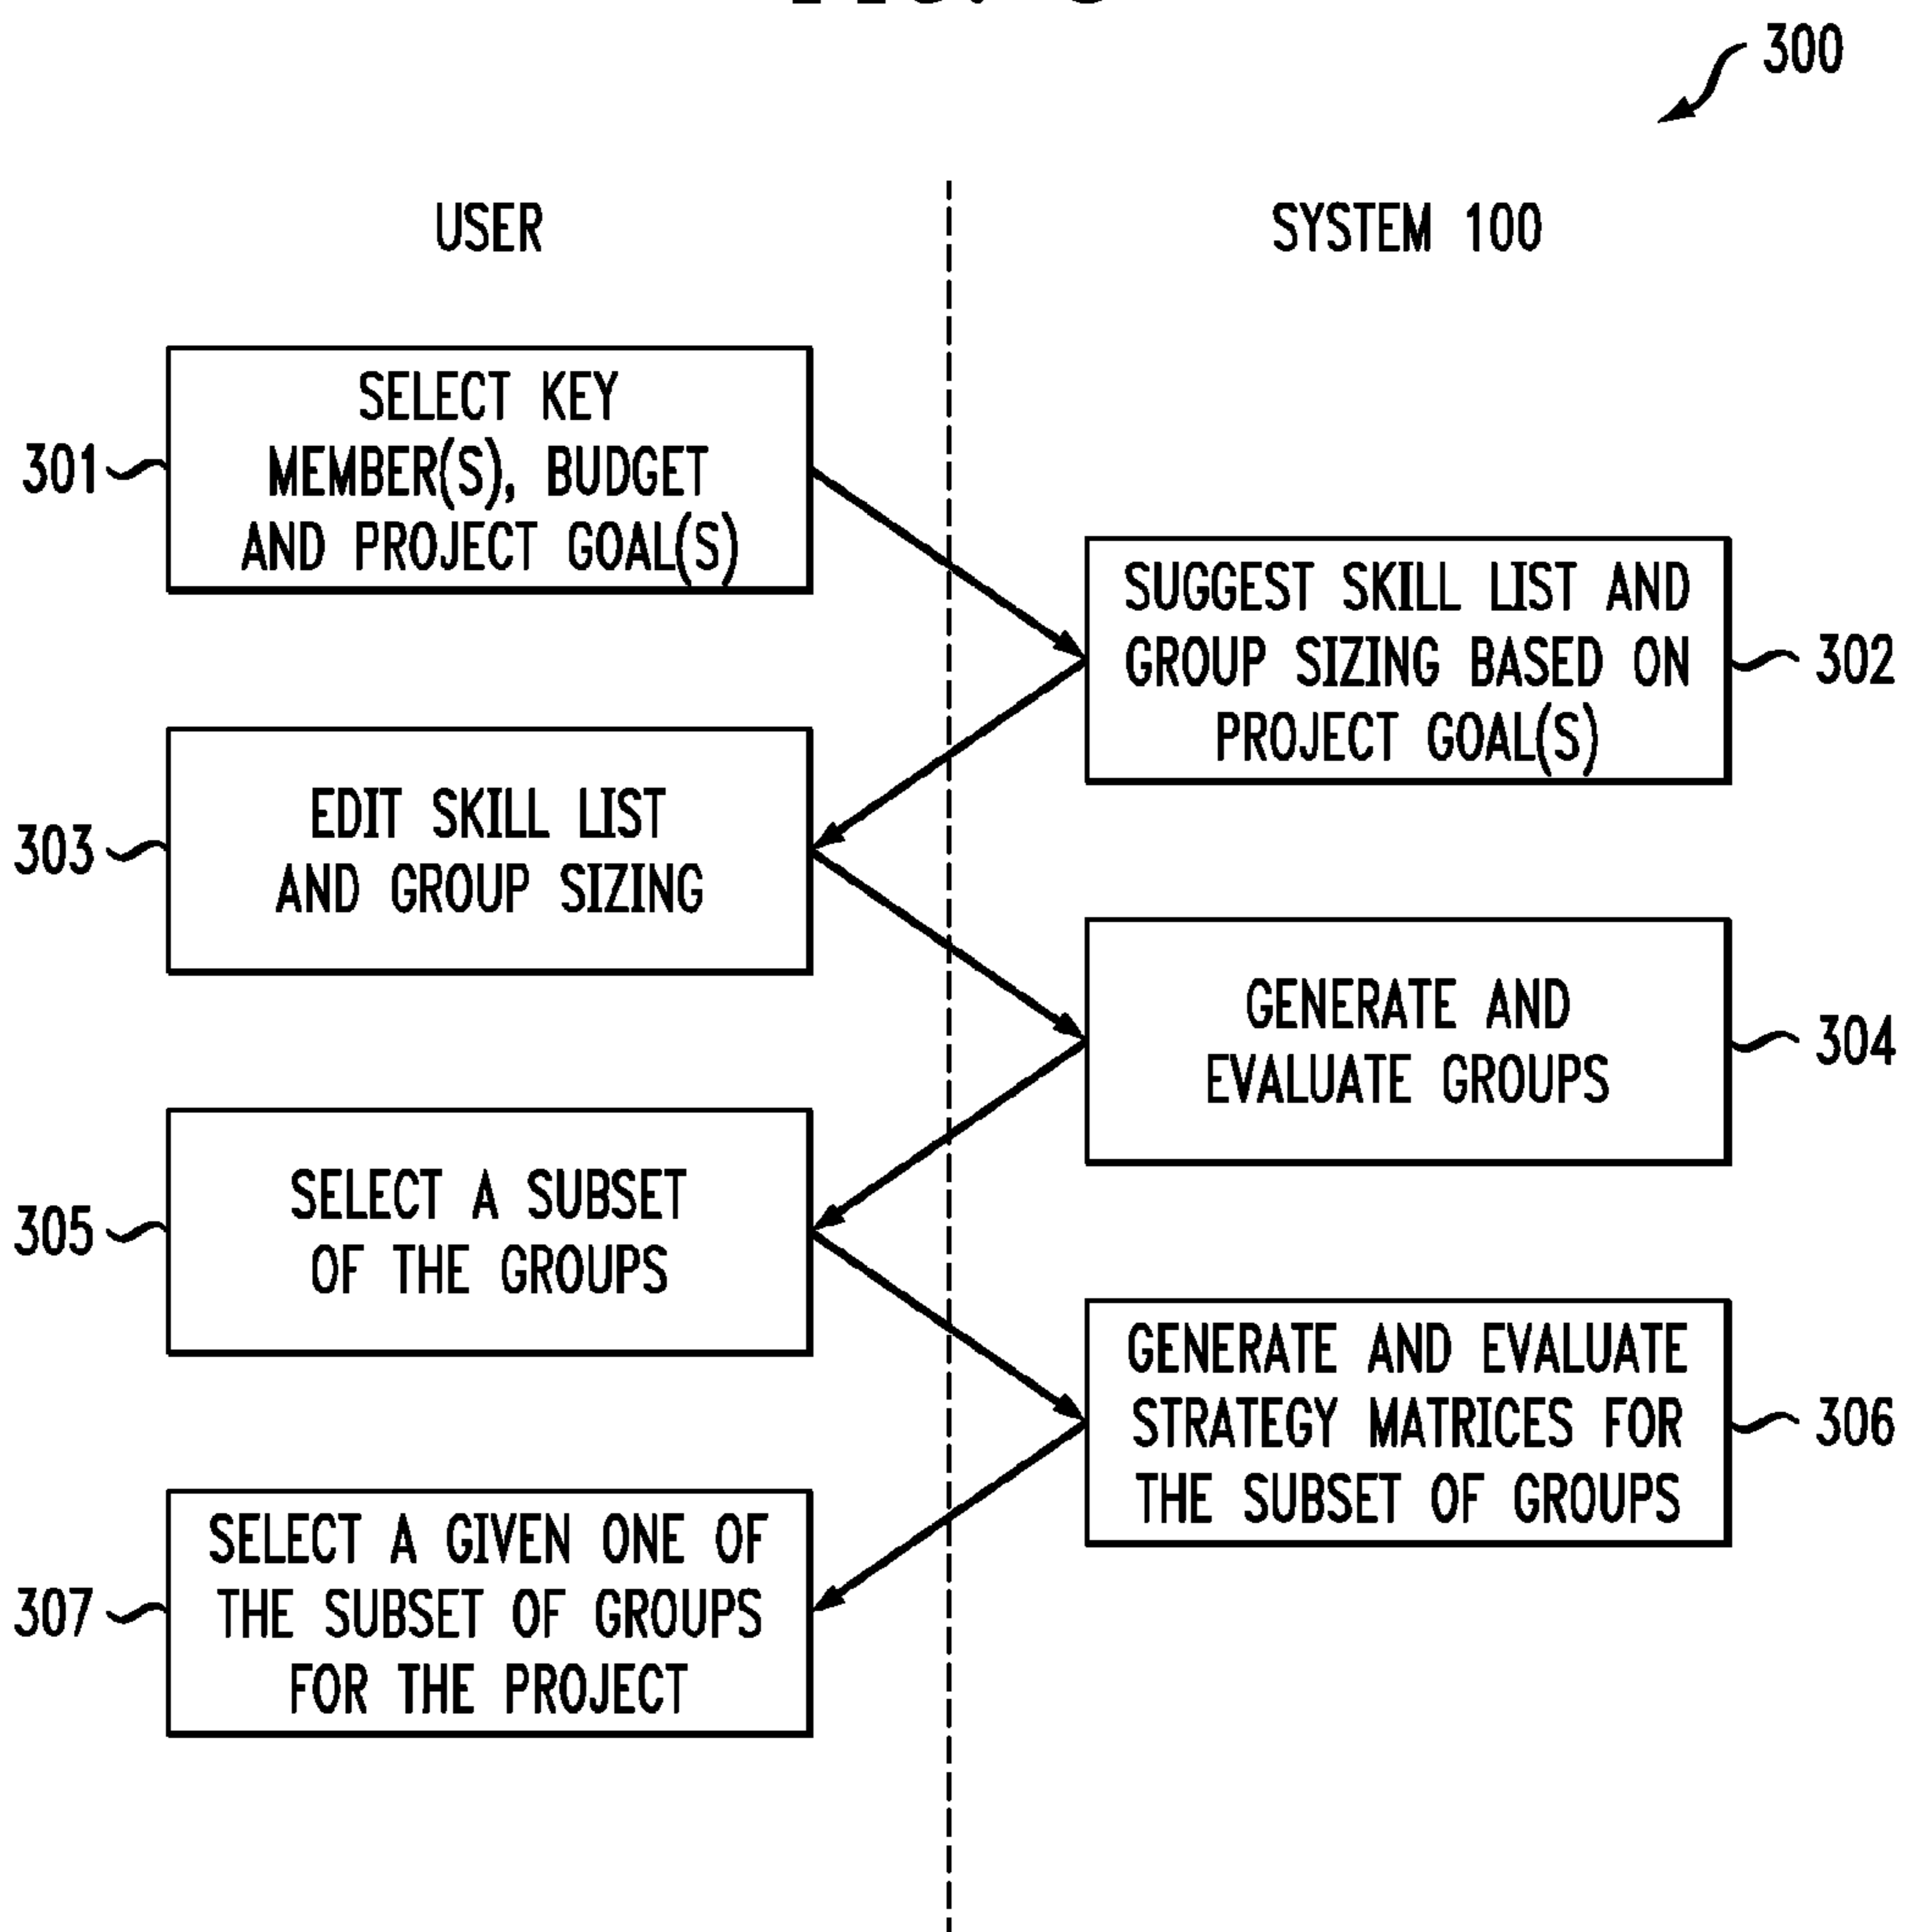 300
USER
SYSTEM 100
SELECT KEY
MEMBER(S), BUDGET
AND PROJECT GOAL(S)
301
SUGGEST SKILL LIST AND
GROUP SIZING BASED ON
PROJECT GOAL(S)
302
EDIT SKILL LIST
AND GROUP SIZING
303
GENERATE AND
EVALUATE GROUPS
304
SELECT A SUBSET
OF THE GROUPS
305
GENERATE AND EVALUATE
STRATEGY MATRICES FOR
THE SUBSET OF GROUPS
306
SELECT A GIVEN ONE OF
THE SUBSET OF GROUPS
FOR THE PROJECT
307